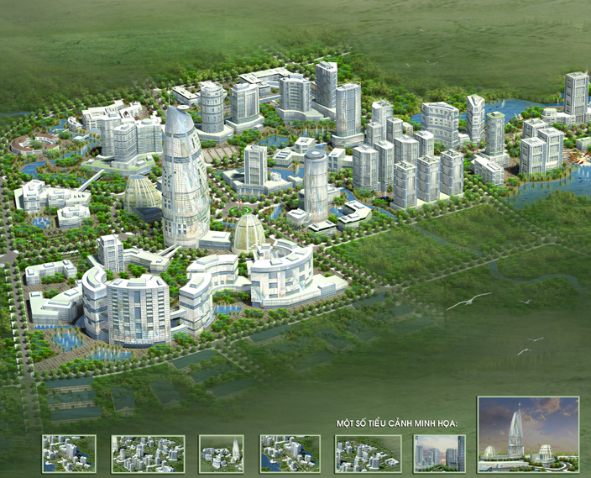 MỘT SỐ TIỂU CẢNH MINH HỌA: